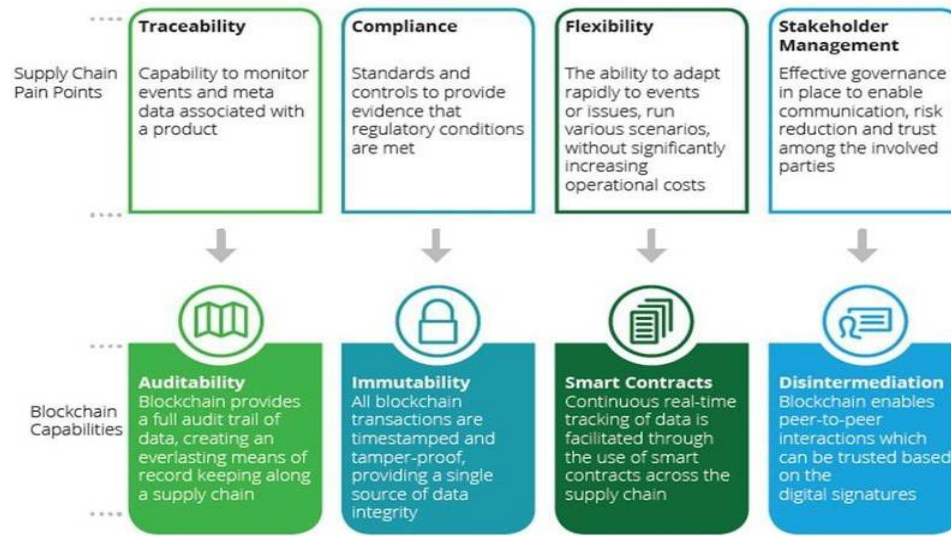 Supply Chain
Pain Points
Traceability
Capability to monitor
events and meta
data associated with
a product
Compliance
Standards and
controls to provide
evidence that
regulatory conditions
are met
Flexibility
The ability to adapt
rapidly to events
or issues, run
various scenarios,
without significantly
increasing
operational costs
Stakeholder
Management
Effective governance
in place to enable
communication, risk
reduction and trust
among the involved
parties
Blockchain
Capabilities
Auditability
Blockchain provides
a full audit trail of
data, creating an
everlasting means of
record keeping along
a supply chain
Immutability
All blockchain
transactions are
timestamped and
tamper-proof,
providing a single
source of data
integrity
Smart Contracts
Continuous real-time
tracking of data is
facilitated through
the use of smart
contracts across the
supply chain
Disintermediation
Blockchain enables
peer-to-peer
interactions which
can be trusted based
on the
digital signatures